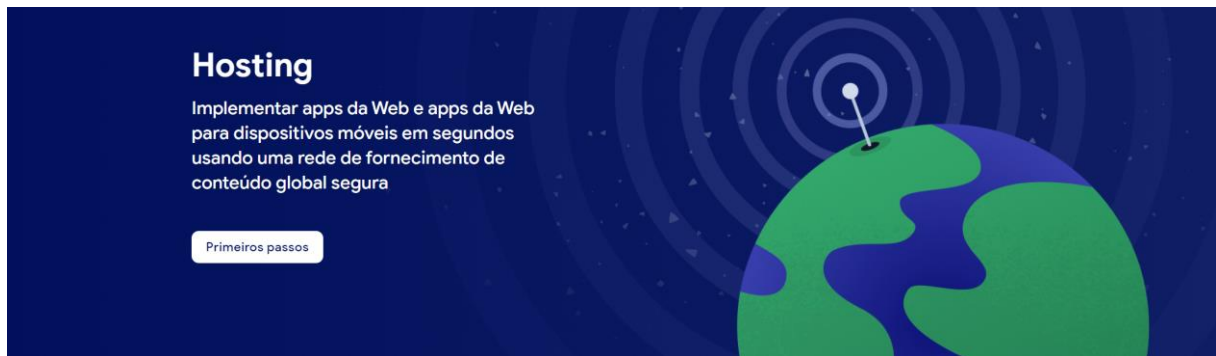 Hosting
Implementar apps da Web e apps da Web
para dispositivos móveis em segundos
usando uma rede de fornecimento de
conteúdo global segura
Primeiros passos